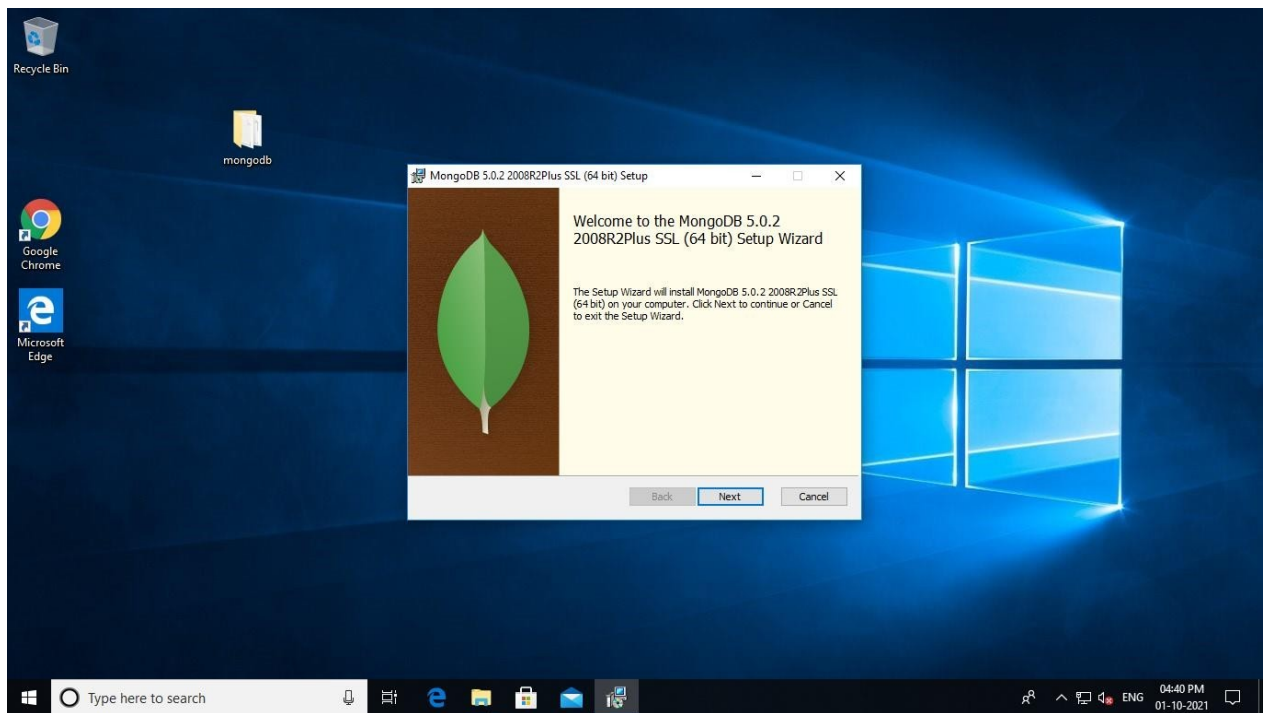 Recycle Bin
mongodb
Google
Chrome
Microsoft
Edge
MongoDB 5.0.2 2008R2Plus SSL (64 bit) Setup
Welcome to the MongoDB 5.0.2
2008R2Plus SSL (64 bit) Setup Wizard
The Setup Wizard will install MongoDB 5.0.2 2008R2Plus SSL
(64 bit) on your computer. Click Next to continue or Cancel
to exit the Setup Wizard.
Back Next Cancel
Type here to search
ENG
04:40 PM
01-10-2021